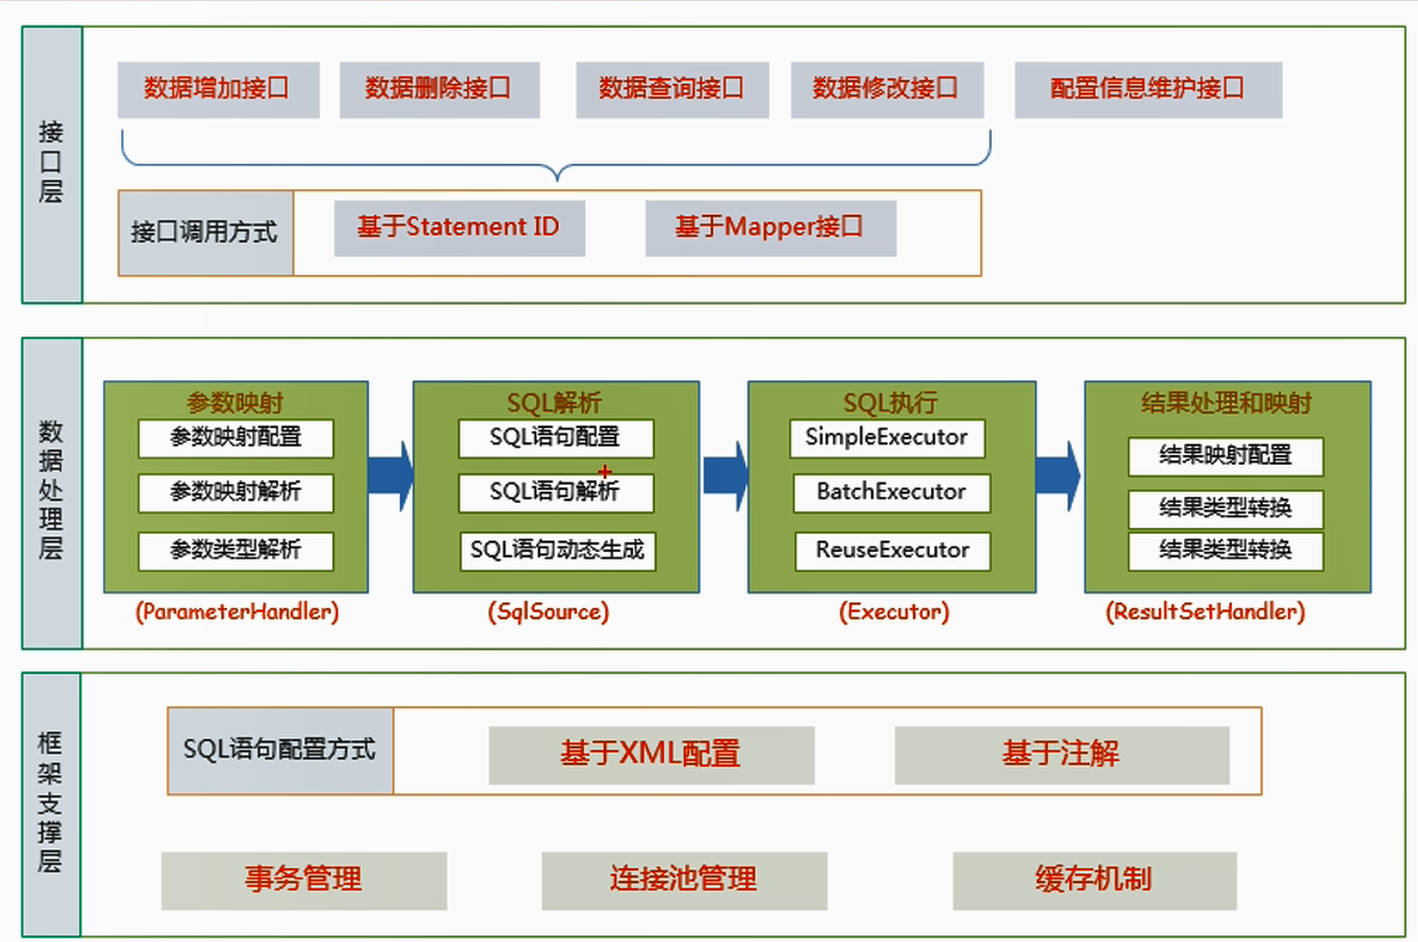 接口层
数据增加接口
数据删除接口
数据查询接口
数据修改接口
配置信息维护接口
接口调用方式
基于Statement ID
基于Mapper接口
数据处理层
参数映射
参数映射配置
参数映射解析
参数类型解析
(ParameterHandler)
SQL解析
SQL语句配置
SQL语句解析
SQL语句动态生成
(SqlSource)
SQL执行
SimpleExecutor
BatchExecutor
ReuseExecutor
(Executor)
结果处理和映射
结果映射配置
结果类型转换
结果类型转换
(ResultSetHandler)
框架支撑层
SQL语句配置方式
基于XML配置
基于注解
事务管理
连接池管理
缓存机制